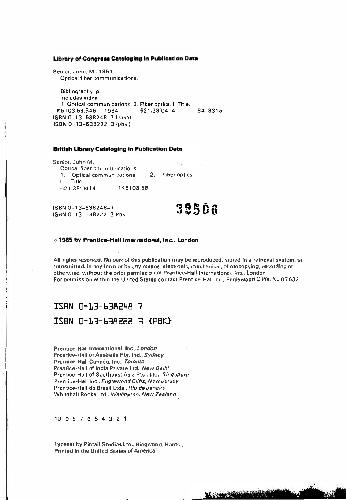 Library of Congress Cataloging in Publication Data
Senior, John M., 1951
Optical fiber communications.
Bibliography: p.
Includes index.
1. Optical communications. 2. Fiber optics. I. Title.
1984 621.38'04'4
ISBN 0-13-638248-7
ISBN 0-13-638222-3 (pbk.)
British Library Cataloging in Publication Data
Senior, John M.
Optical fiber communications
1. Optical communications 2. Fiber optics
I. Title
ISBN 0-13-638248-7
ISBN 0-13-638222-3 Pbk
39506
© 1985 by Prentice-Hall International, Inc., London
All rights reserved. No part of this publication may be reproduced, stored in a retrieval system, or
transmitted, in any form or by any means, electronic, mechanical, photocopying, recording or
otherwise, without the prior permission of Prentice-Hall International, Inc., London
For permission within the United States contact Prentice-Hall Inc., Englewood Cliffs, NJ 07632
ISBN 0-13-638248 7
ISBN 0-13-638222 3 {PBK}
Prentice-Hall International, Inc., London
Prentice-Hall of Australia Pty. Ltd., Sydney
Prentice-Hall Canada, Inc., Toronto
Prentice-Hall of India Private Ltd., New Delhi
Prentice-Hall of Southeast Asia Pte., Ltd., Singapore
Prentice-Hall Inc., Englewood Cliffs, New Jersey
Prentice-Hall do Brasil Ltda., Rio de Janeiro
Whitehall Books Ltd., Wellington, New Zealand
10 9 8 7 6 5 4 3 2 1
Typeset by Pintail Studios Ltd., Ringwood, Hants.,
Printed in the United States of America